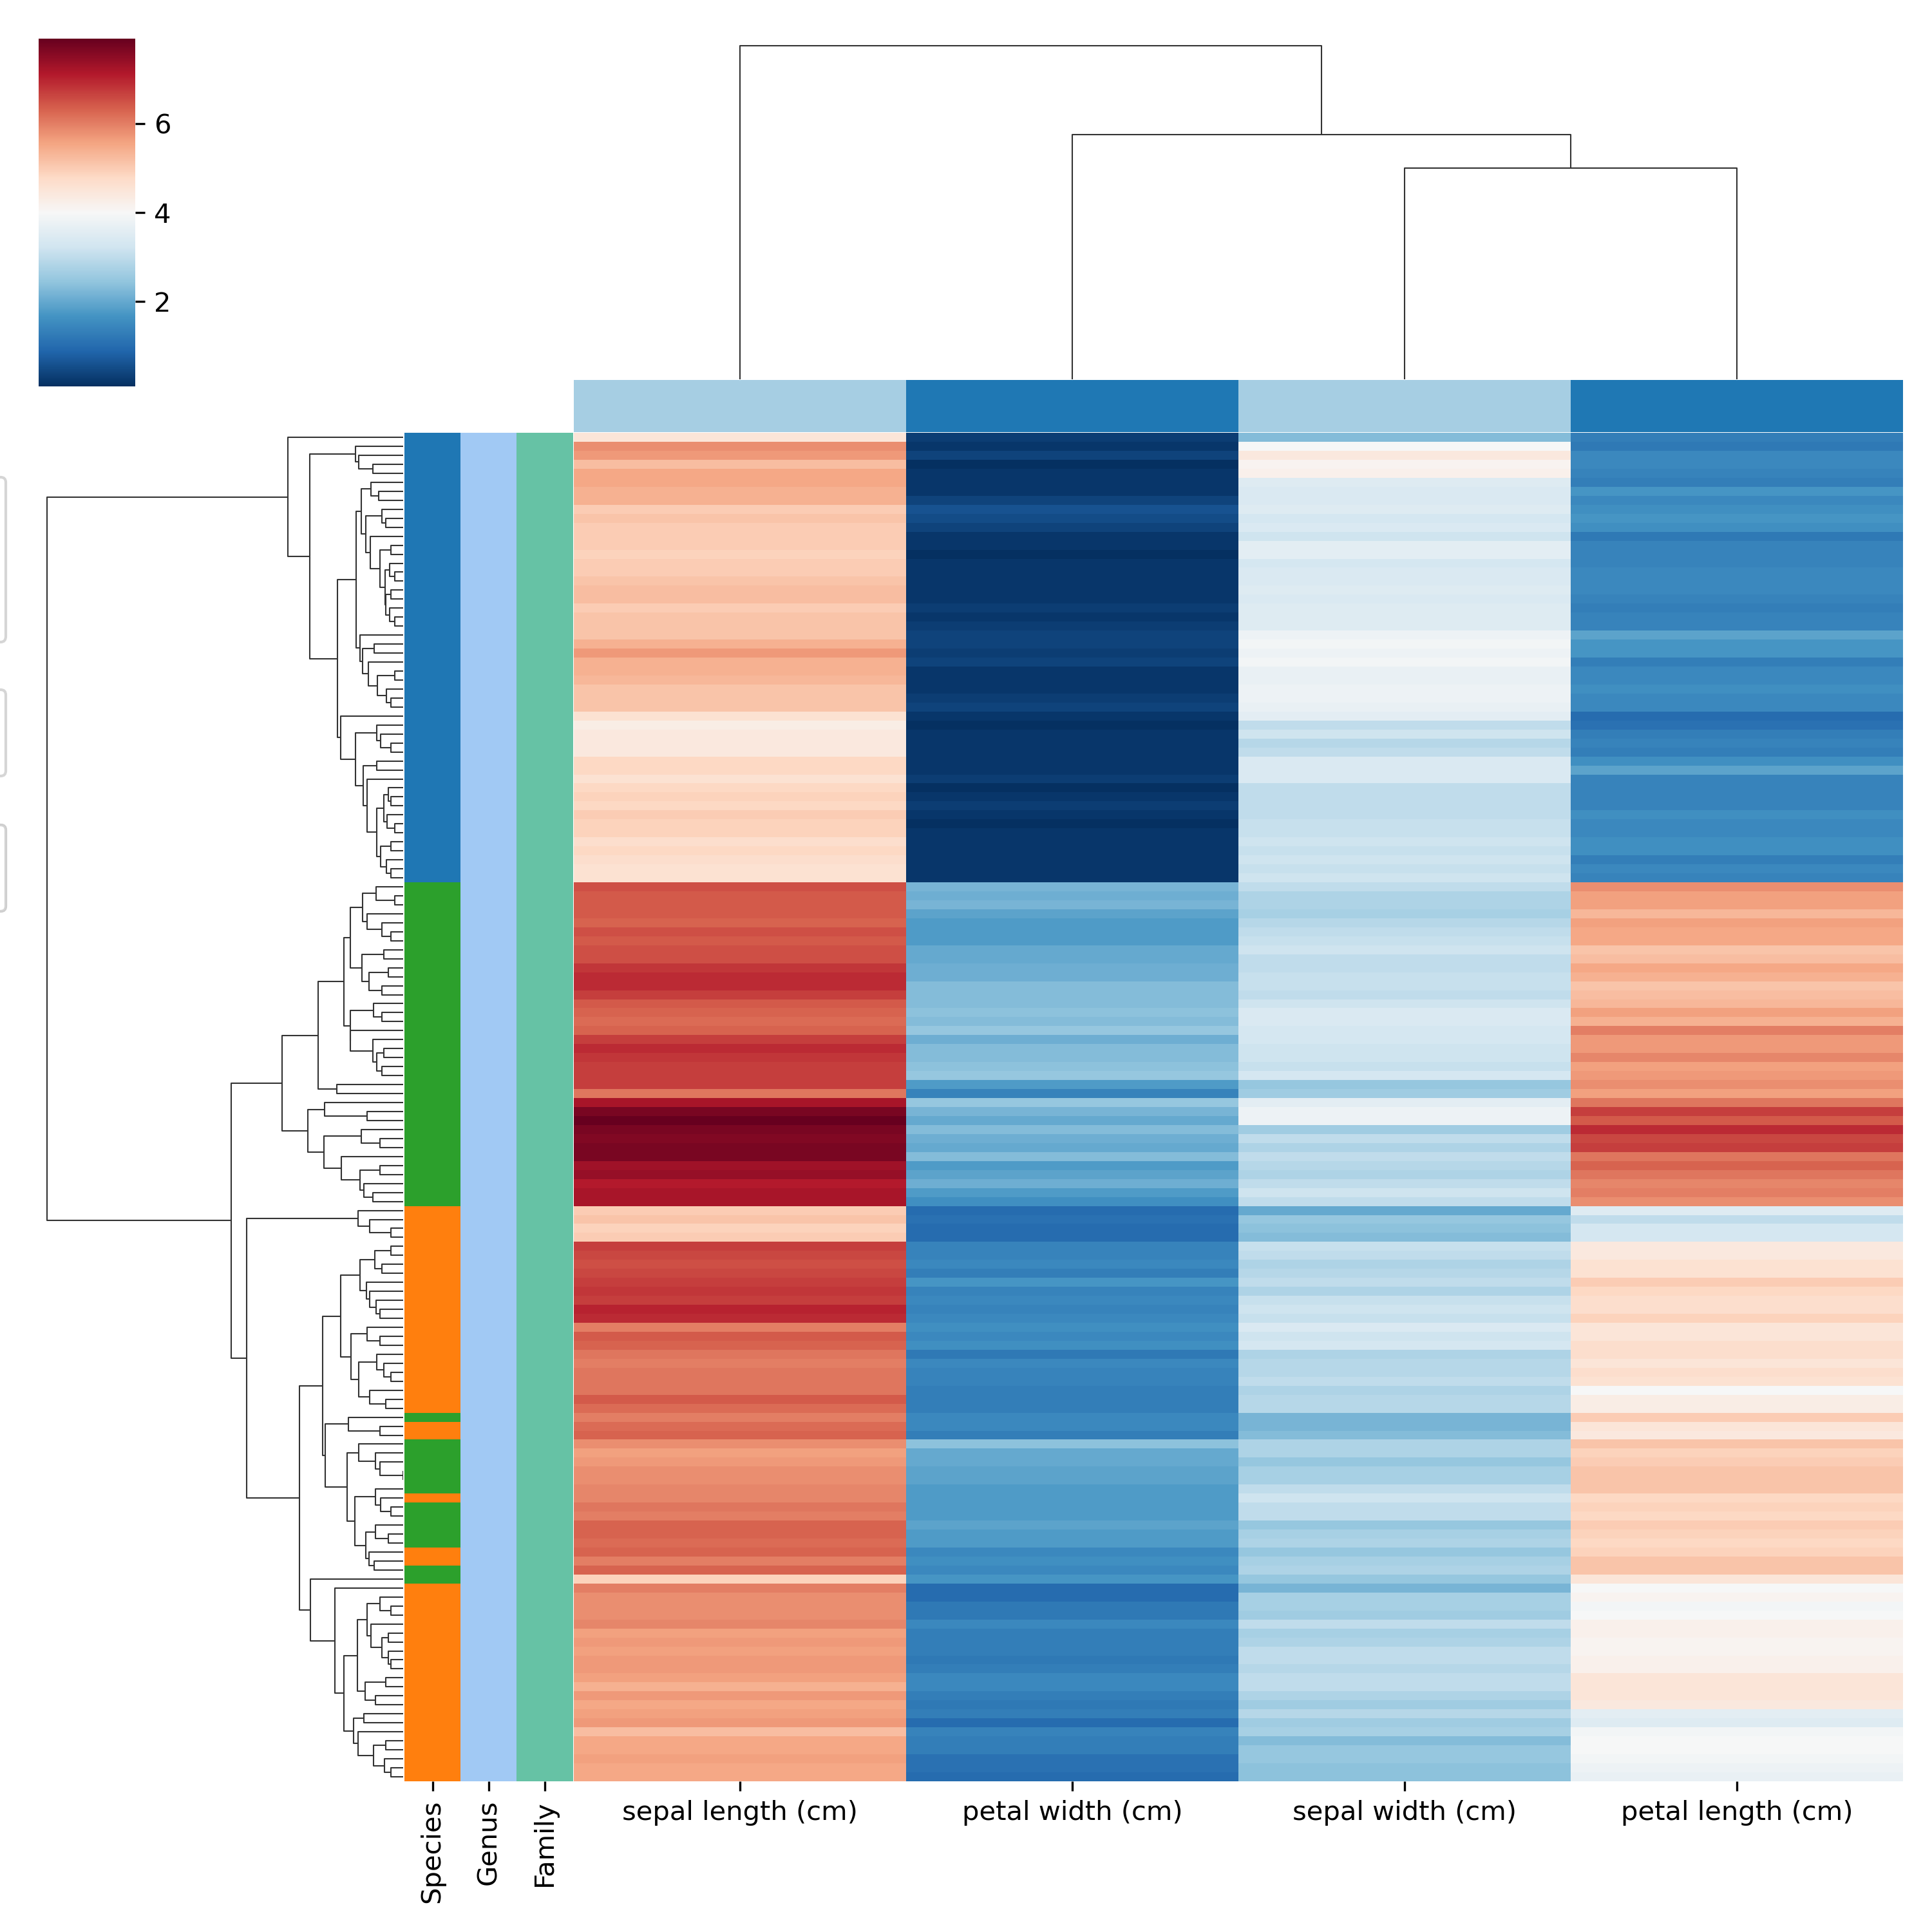 6
4
2
sepal length (cm)
petal width (cm)
sepal width (cm)
petal length (cm)
Species
Genus
Family